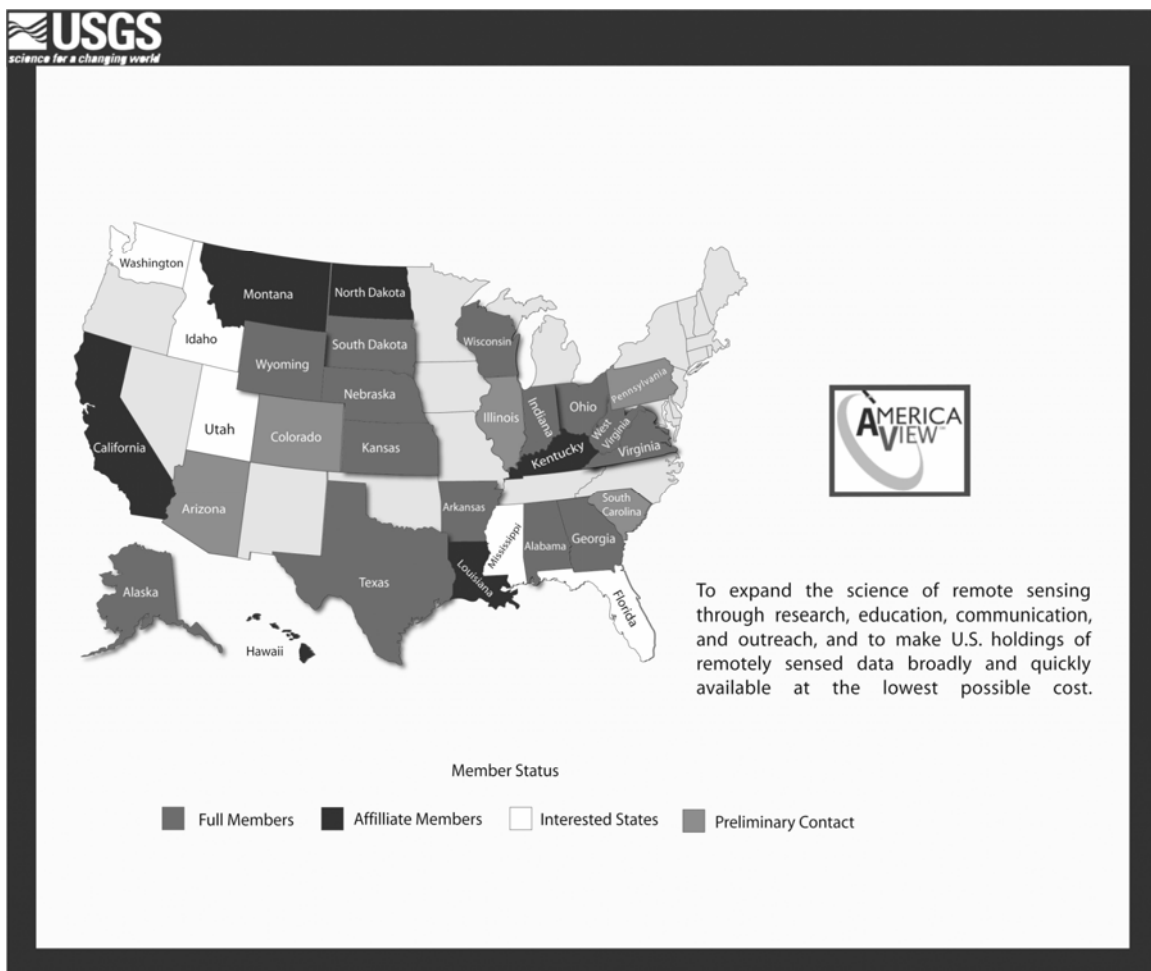 USGS
science for a changing world
Washington
Montana
North Dakota
Idaho
Wyoming
South Dakota
Wisconsin
Nebraska
Pennsylvania
Illinois
Indiana
Ohio
West
Virginia
Virginia
Utah
Colorado
Kansas
Kentucky
California
Arizona
Arkansas
South
Carolina
Mississippi
Alabama
Georgia
Texas
Louisiana
Alaska
Florida
Hawaii
AMERICA
VIEW™
To expand the science of remote sensing
through research, education, communication,
and outreach, and to make U.S. holdings of
remotely sensed data broadly and quickly
available at the lowest possible cost.
Member Status
Full Members
Affilliate Members
Interested States
Preliminary Contact